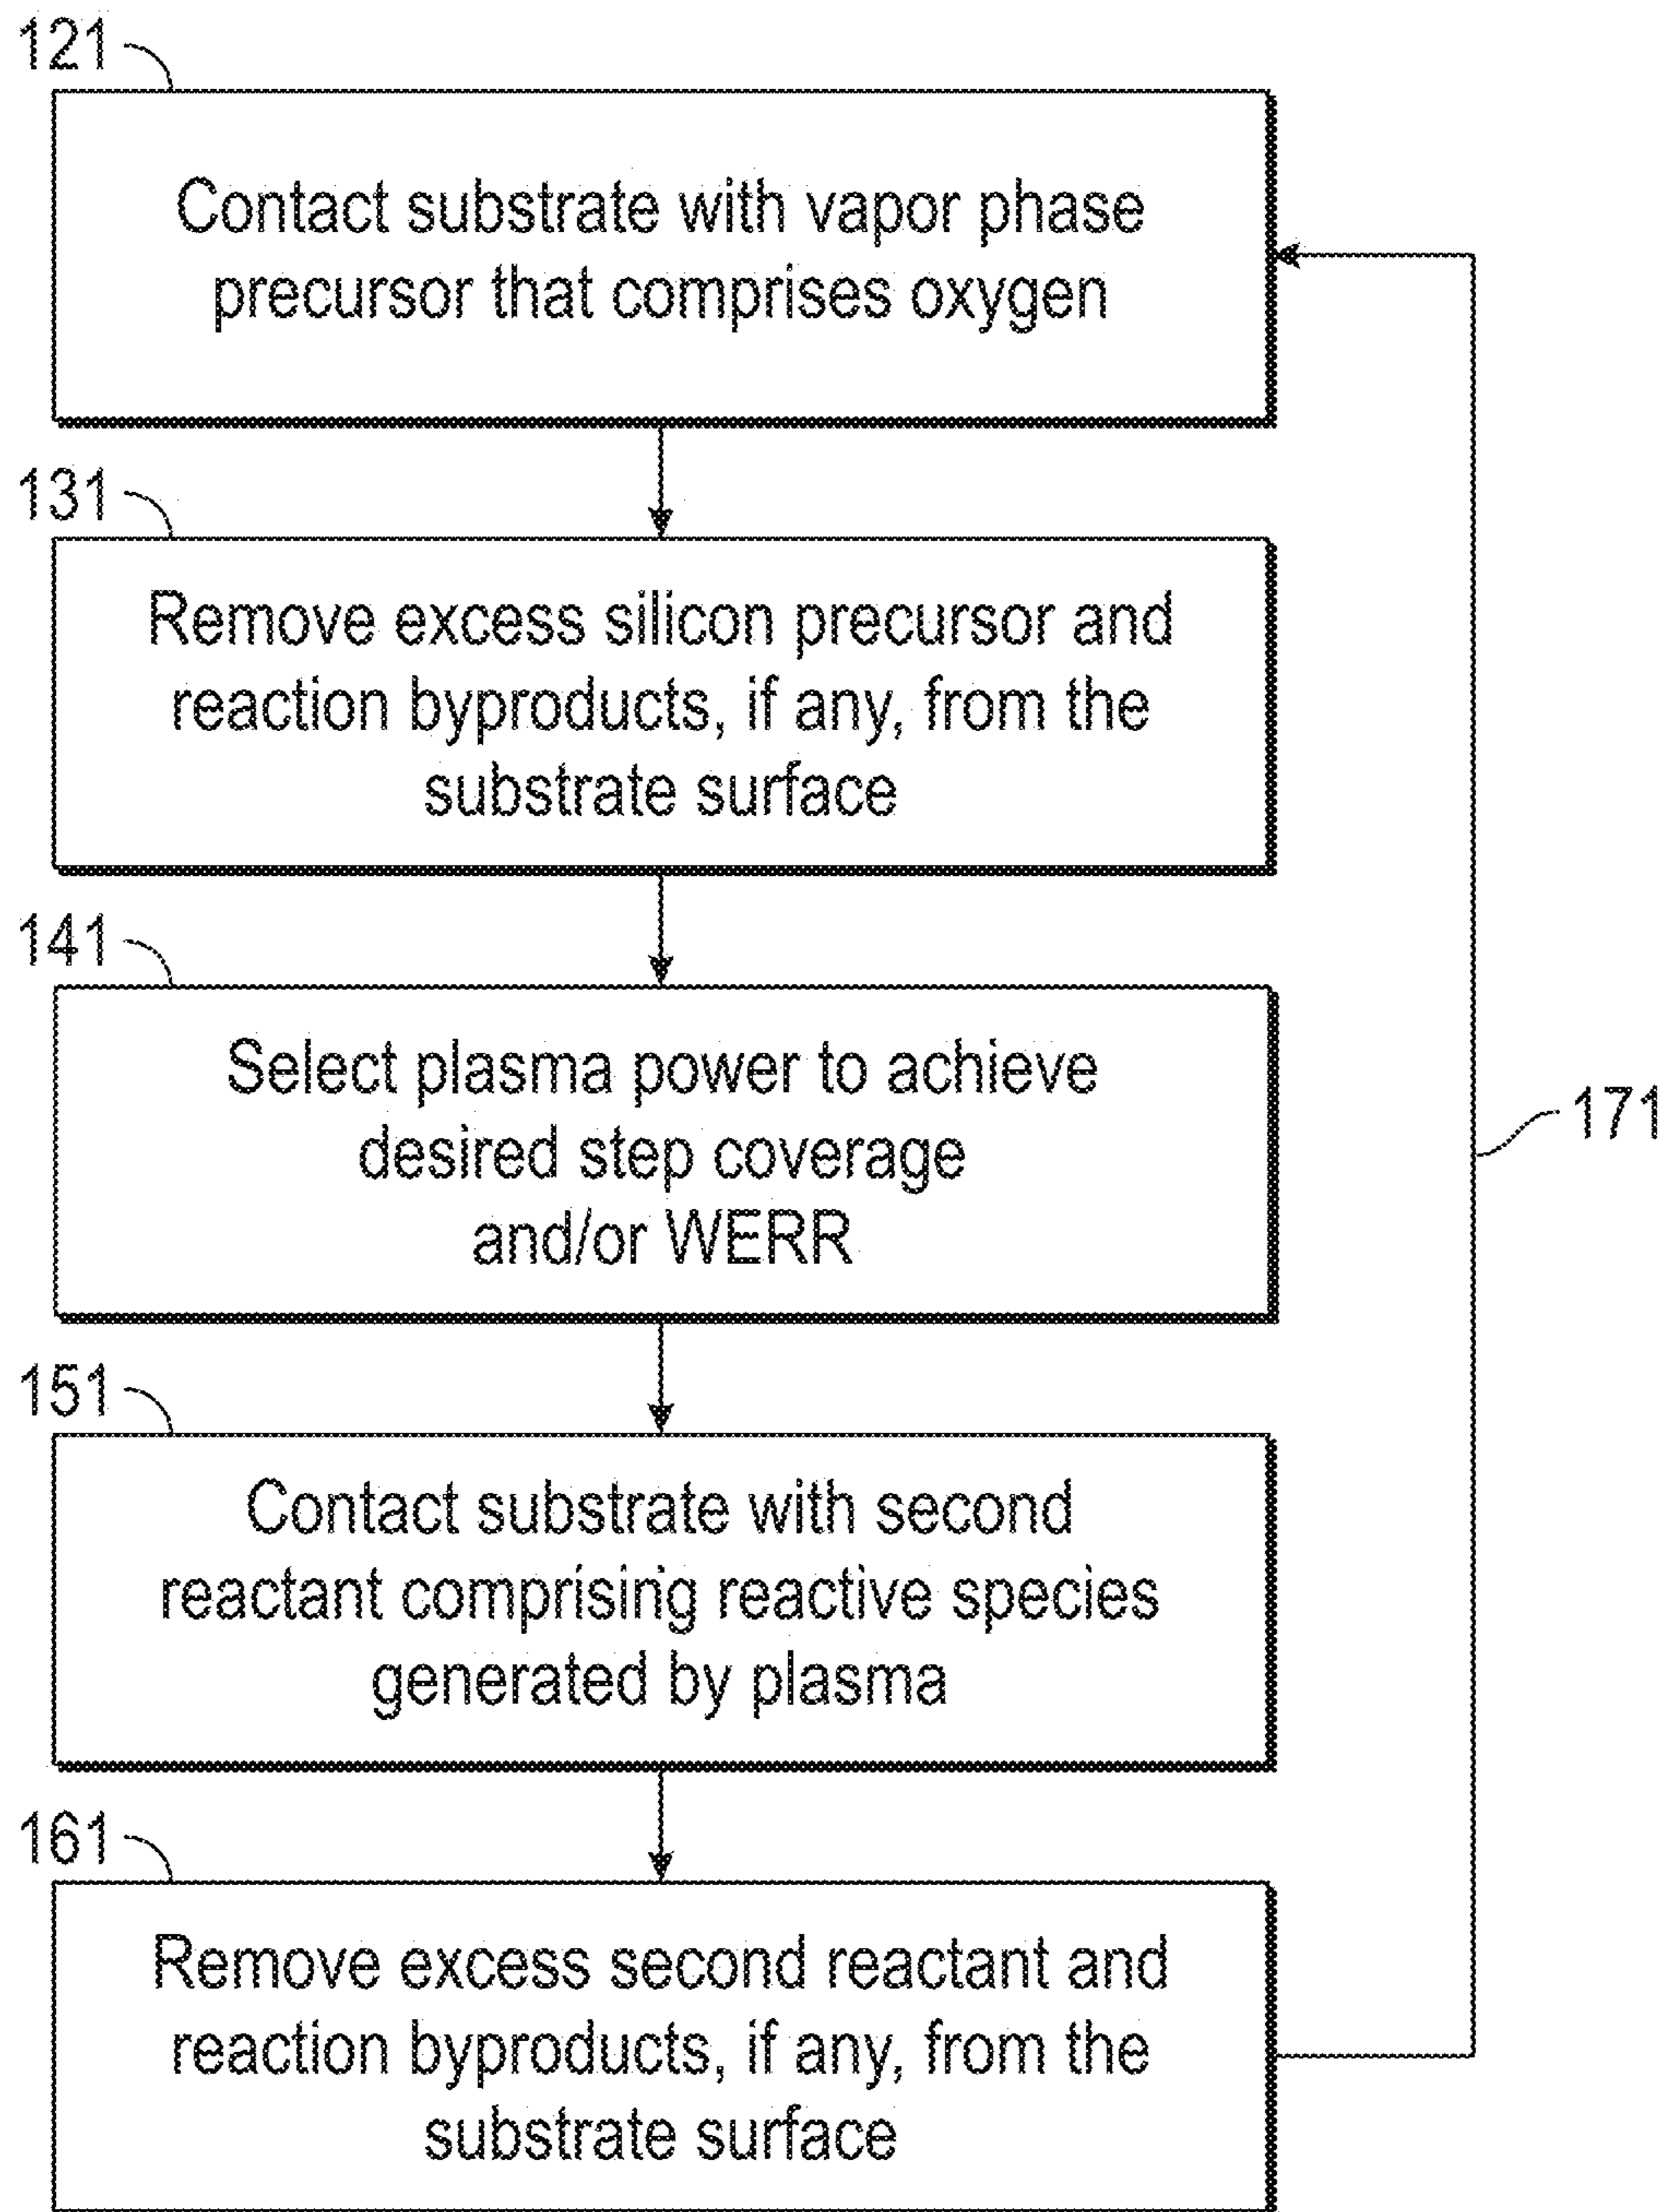 121
Contact substrate with vapor phase
precursor that comprises oxygen
131
Remove excess silicon precursor and
reaction byproducts, if any, from the
substrate surface
141
Select plasma power to achieve
desired step coverage
and/or WERR
171
151
Contact substrate with second
reactant comprising reactive species
generated by plasma
161
Remove excess second reactant and
reaction byproducts, if any, from the
substrate surface